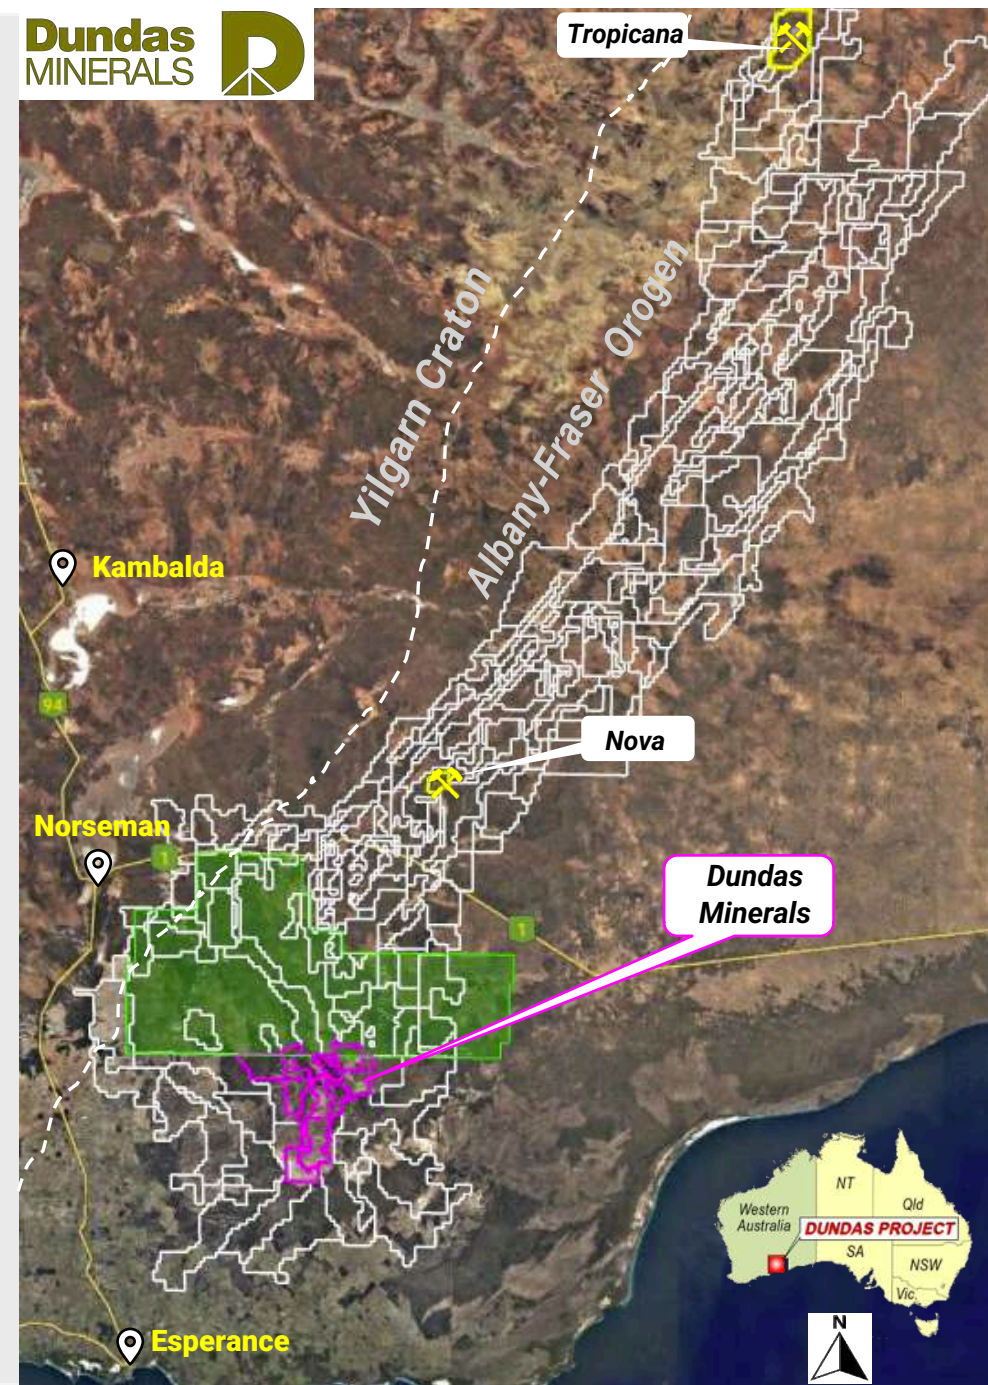 Dundas
MINERALS
Tropicana
Yilgarn Craton
Albany-Fraser Orogen
Kambalda
94
Nova
Norseman
1
Dundas
Minerals
1
NT
Qld
Western
Australia
DUNDAS PROJECT
SA
NSW
Vic.
N
Esperance